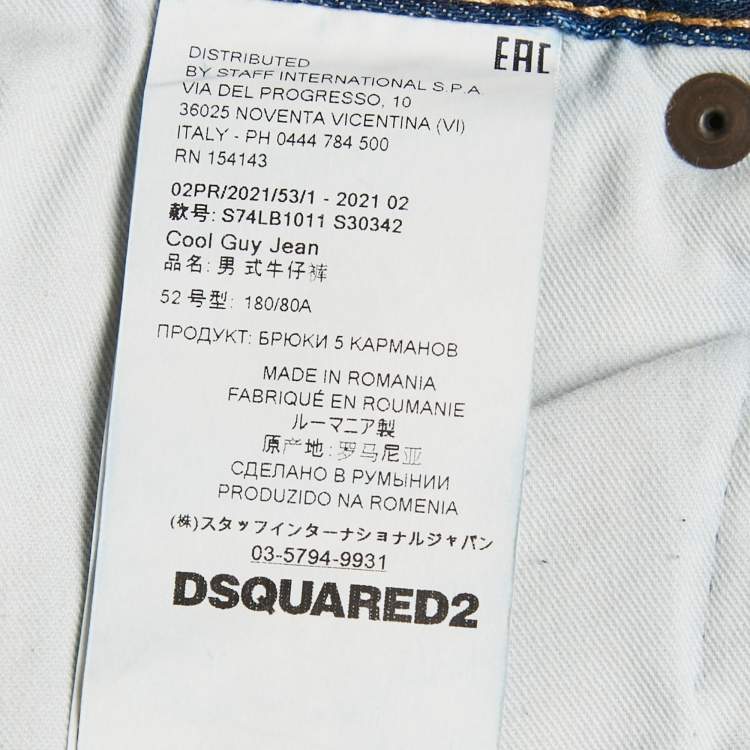 EAC
DISTRIBUTED
BY STAFF INTERNATIONAL S.P.A
VIA DEL PROGRESSO, 10
36025 NOVENTA VICENTINA (VI)
ITALY - PH 0444 784 500
RN 154143
02PR/2021/53/1 - 2021 02
款号: S74LB1011 S30342
Cool Guy Jean
品名: 男 式牛仔裤
52 号型: 180/80A
ПРОДУКТ: БРЮКИ 5 КАРМАНОВ
MADE IN ROMANIA
FABRIQUÉ EN ROUMANIE
ルーマニア製
原产地: 罗马尼亚
СДЕЛАНО В РУМЫНИИ
PRODUZIDO NA ROMENIA
(株)スタッフインターナショナルジャパン
03-5794-9931
DSQUARED2